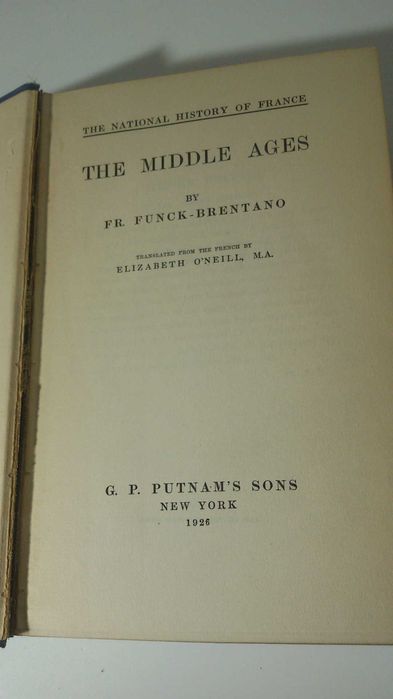 THE NATIONAL HISTORY OF FRANCE
THE MIDDLE AGES
BY
FR. FUNCK-BRENTANO
TRANSLATED FROM THE FRENCH BY
ELIZABETH O'NEILL, M.A.
G. P. PUTNAM'S SONS
NEW YORK
1926